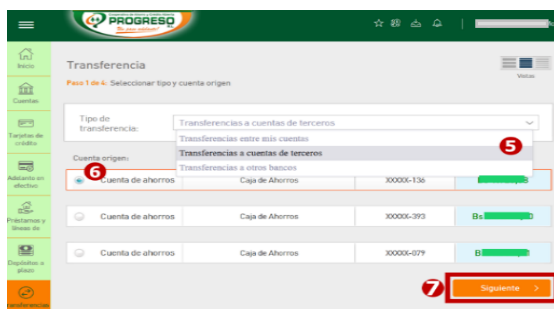 PROGRESO
Inicio
Cuentas
Tarjetas de
crédito
Adelanto en
efectivo
Préstamos y
líneas de
Depósitos a
plazo
Transferencias
Transferencia
Vistas
Paso 1 de 4: Seleccionar tipo y cuenta origen
Tipo de
transferencia:
Transferencias a cuentas de terceros
Transferencias entre mis cuentas
Transferencias a cuentas de terceros
Transferencias a otros bancos
5
Cuenta origen:
6
Cuenta de ahorros Caja de Ahorros XXXXX-136
Cuenta de ahorros Caja de Ahorros XXXXX-393 Bs
Cuenta de ahorros Caja de Ahorros XXXXX-079 B
7
Siguiente >